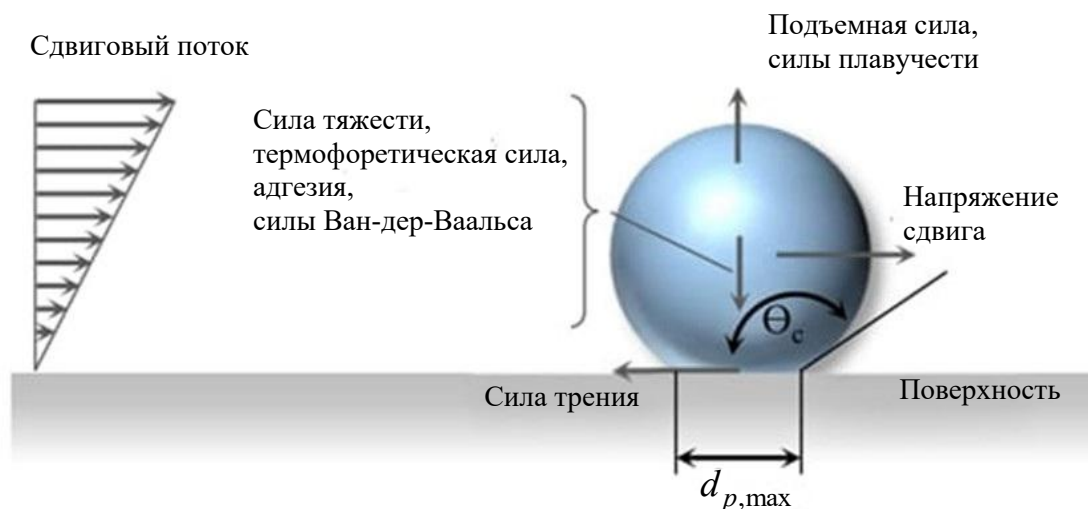 Сдвиговый поток
Подъемная сила,
силы плавучести
Сила тяжести,
термофоретическая сила,
адгезия,
силы Ван-дер-Ваальса
Напряжение
сдвига
Θc
Сила трения
Поверхность
dp,max